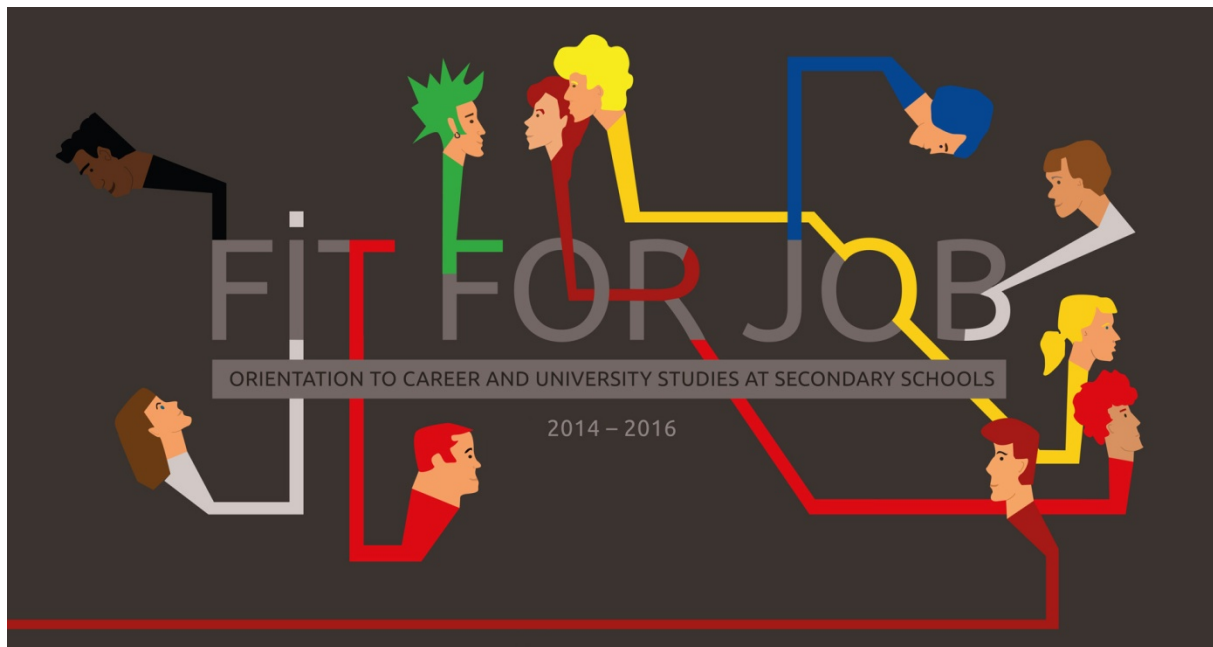 FiT FOR JOB
ORIENTATION TO CAREER AND UNIVERSITY STUDIES AT SECONDARY SCHOOLS
2014 – 2016